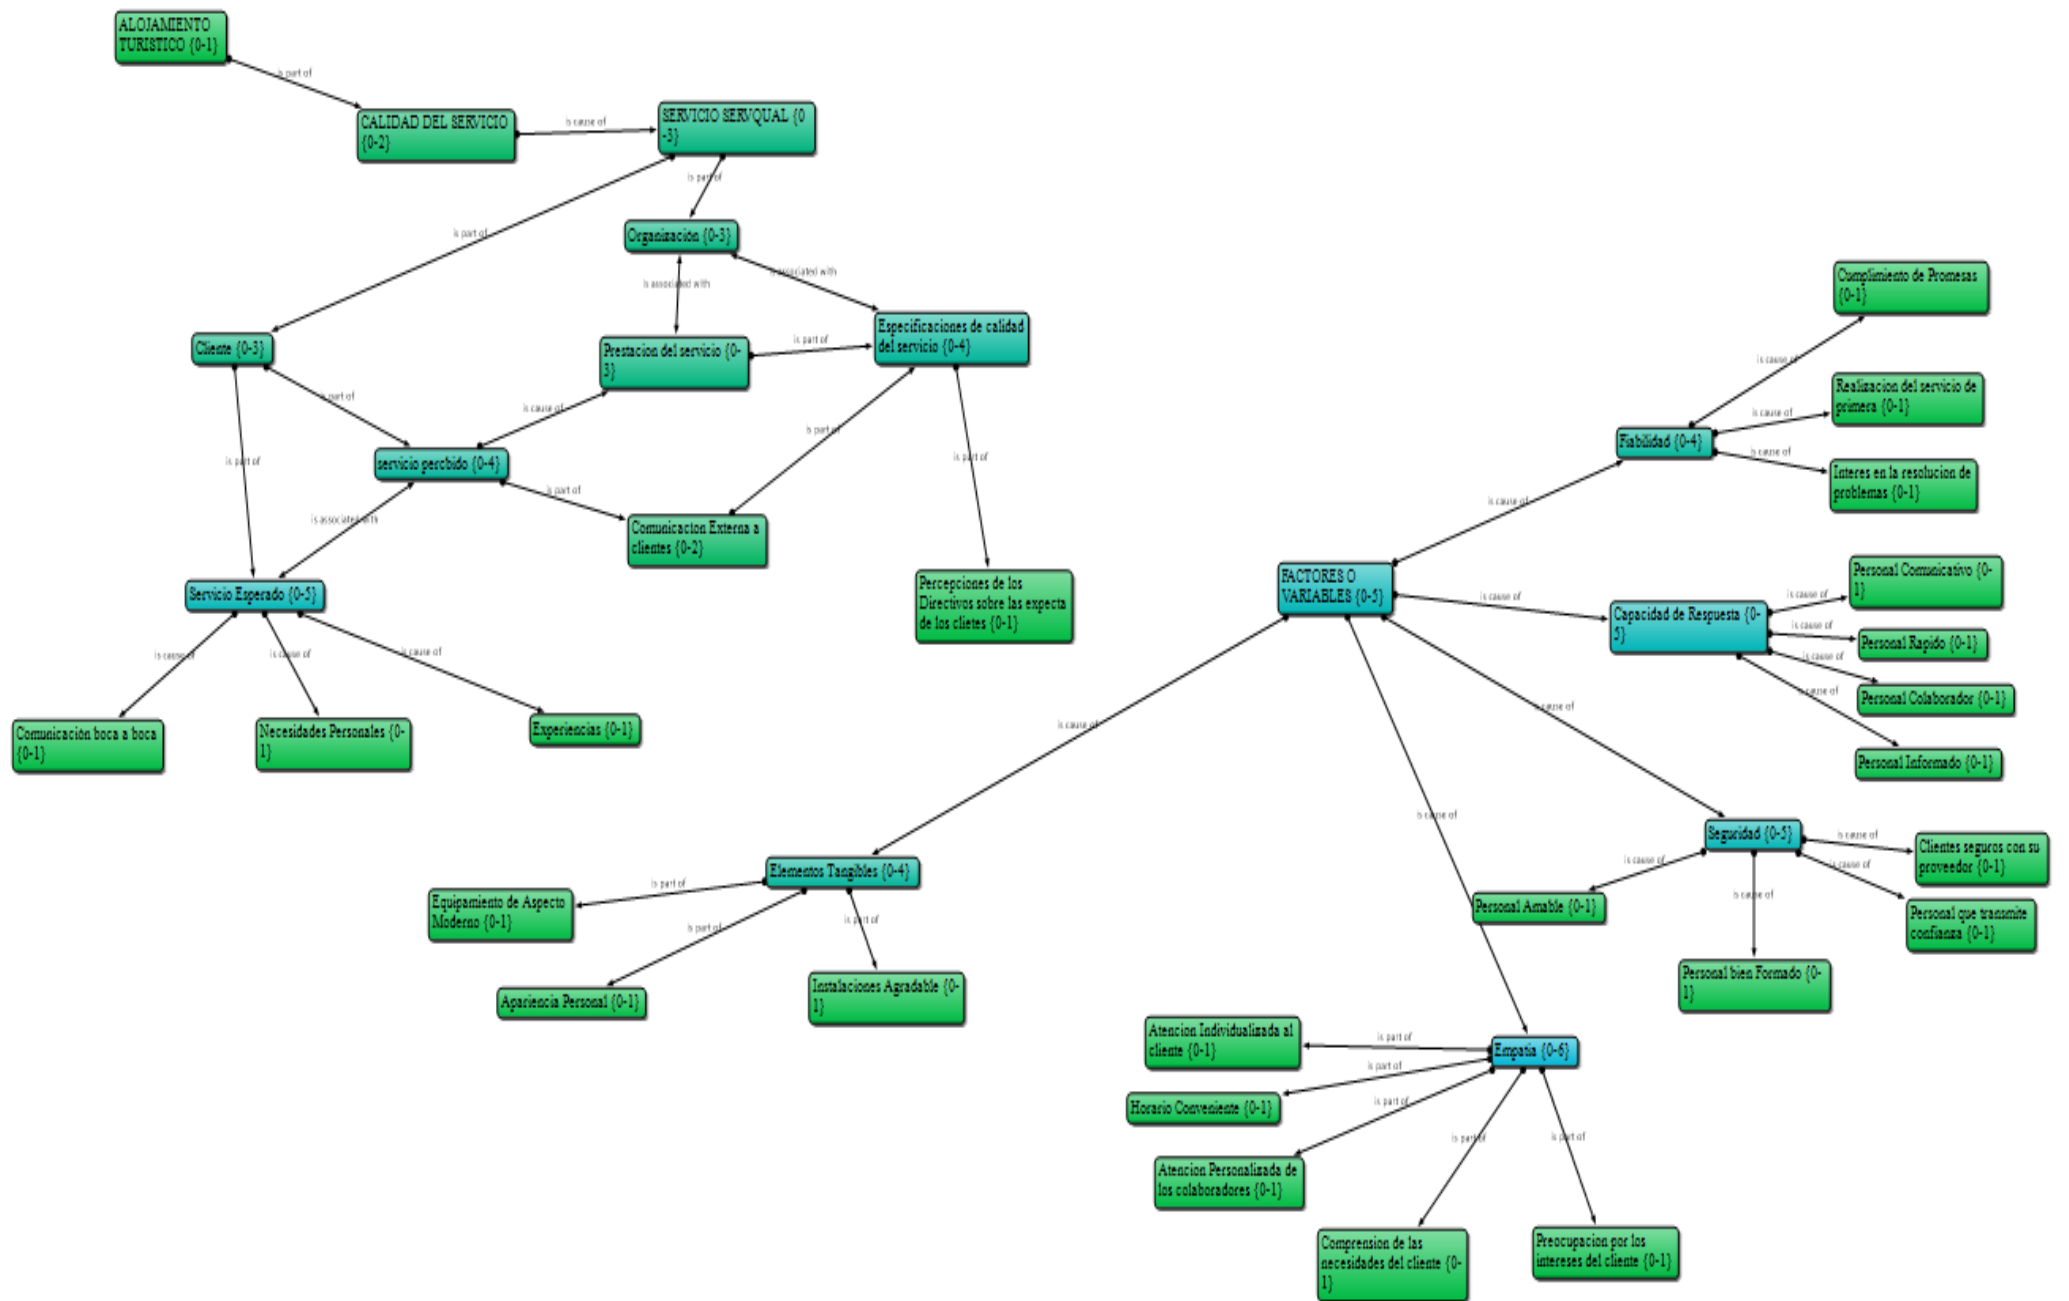 ALOJAMIENTO
TURISTICO {0-1}
is part of
CALIDAD DEL SERVICIO
{0-2}
is cause of
SERVICIO SERVQUAL {0
-3}
is part of
is part of
Organización {0-3}
is associated with
is associated with
Cliente {0-3}
Prestacion del servicio {0-
3}
is part of
Especificaciones de calidad
del servicio {0-4}
is part of
is cause of
is part of
is part of
is part of
servicio percbido {0-4}
is part of
is associated with
Comunicacion Externa a
clientes {0-2}
Servicio Esperado {0-5}
Percepciones de los
Directivos sobre las expecta
de los clietes {0-1}
is cause of
is cause of
is cause of
Comunicación boca a boca
{0-1}
Necesidades Personales {0-
1}
Experiencias {0-1}
Cumplimiento de Promesas
{0-1}
is cause of
Realizacion del servicio de
primera {0-1}
is cause of
Fiabilidad {0-4}
is cause of
Interes en la resolucion de
problemas {0-1}
is cause of
FACTORES O
VARIABLES {0-5}
is cause of
Capacidad de Respuesta {0-
5}
is cause of
Personal Comunicativo {0-
1}
is cause of
Personal Rapido {0-1}
is cause of
Personal Colaborador {0-1}
is cause of
Personal Informado {0-1}
is cause of
is cause of
is cause of
Seguridad {0-5}
is cause of
Clientes seguros con su
proveedor {0-1}
is cause of
is cause of
is cause of
Personal Amable {0-1}
Personal que transmite
confianza {0-1}
Personal bien Formado {0-
1}
Elementos Tangibles {0-4}
is part of
Equipamiento de Aspecto
Moderno {0-1}
is part of
is part of
Apariencia Personal {0-1}
Instalaciones Agradable {0-
1}
Atencion Individualizada al
cliente {0-1}
is part of
Empatia {0-6}
is part of
Horario Conveniente {0-1}
is part of
is part of
is part of
Atencion Personalizada de
los colaboradores {0-1}
Comprension de las
necesidades del cliente {0-
1}
Preocupacion por los
intereses del cliente {0-1}